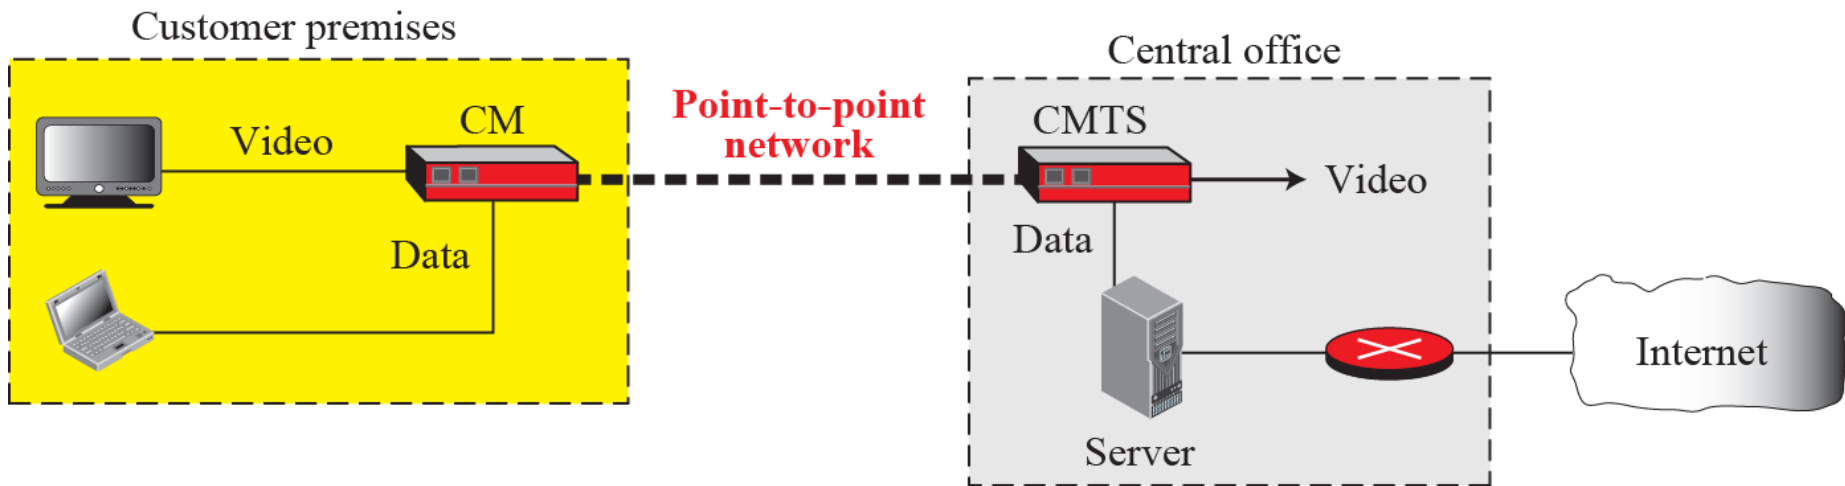 Customer premises
Central office
CM
Point-to-point
network
CMTS
Video
Video
Data
Data
Internet
Server